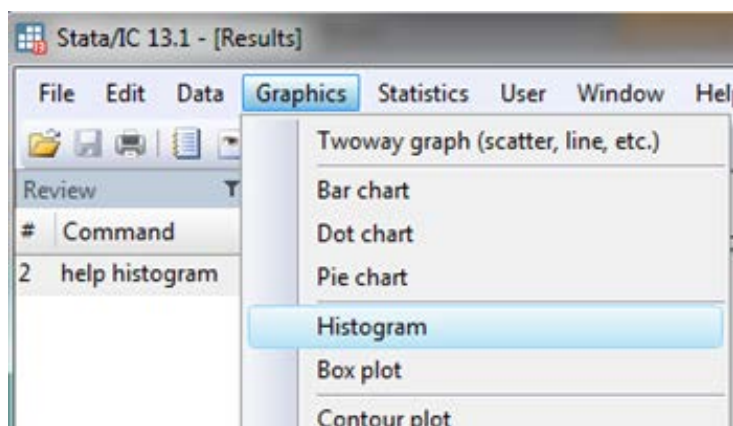 Stata/IC 13.1 - [Results]
File Edit Data Graphics Statistics User Window Hel
Twoway graph (scatter, line, etc.)
Review
Bar chart
# Command
Dot chart
2 help histogram
Pie chart
Histogram
Box plot
Contour plot